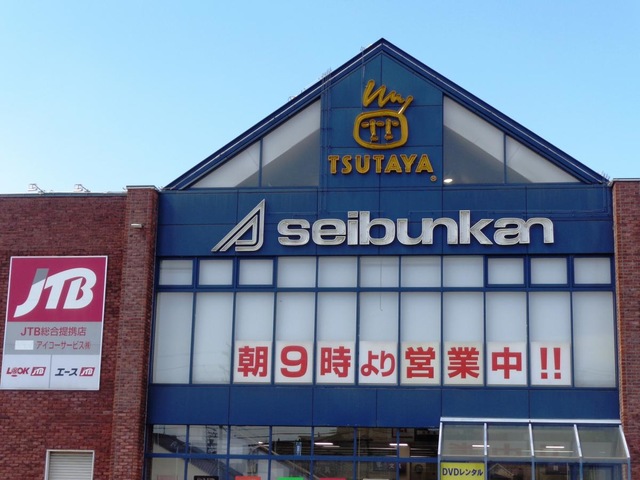 TSUTAYA
seibunkan
JTB
JTB総合提携店
アイコーサービス㈱
LOOK JTB
エース JTB
朝9時より営業中!!
DVDレンタル